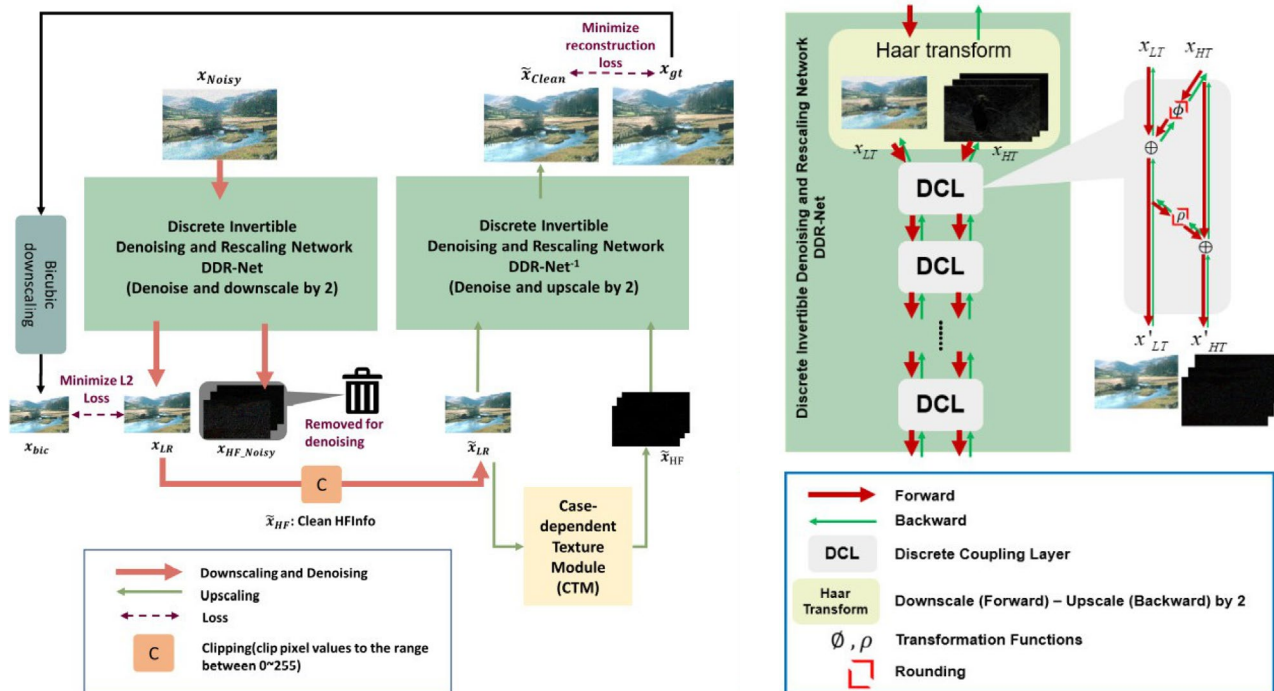 Minimize
reconstruction
loss
x_Noisy
x̃_Clean
x_gt
Discrete Invertible
Denoising and Rescaling Network
DDR-Net
(Denoise and downscale by 2)
Discrete Invertible
Denoising and Rescaling Network
DDR-Net⁻¹
(Denoise and upscale by 2)
Bicubic
downscaling
Minimize L2
Loss
Removed for
denoising
x_bic
x_LR
x_HF_Noisy
x̃_LR
x̃_HF
C
x̃_HF: Clean HFInfo
Case-
dependent
Texture
Module
(CTM)
Downscaling and Denoising
Upscaling
Loss
C
Clipping(clip pixel values to the range
between 0~255)
Discrete Invertible Denoising and Rescaling Network
DDR-Net
Haar transform
x_LT
x_HT
DCL
DCL
DCL
x_LT
x_HT
ϕ
⊕
ρ
⊕
x'_LT
x'_HT
Forward
Backward
DCL
Discrete Coupling Layer
Haar
Transform
Downscale (Forward) – Upscale (Backward) by 2
∅ , ρ
Transformation Functions
Rounding